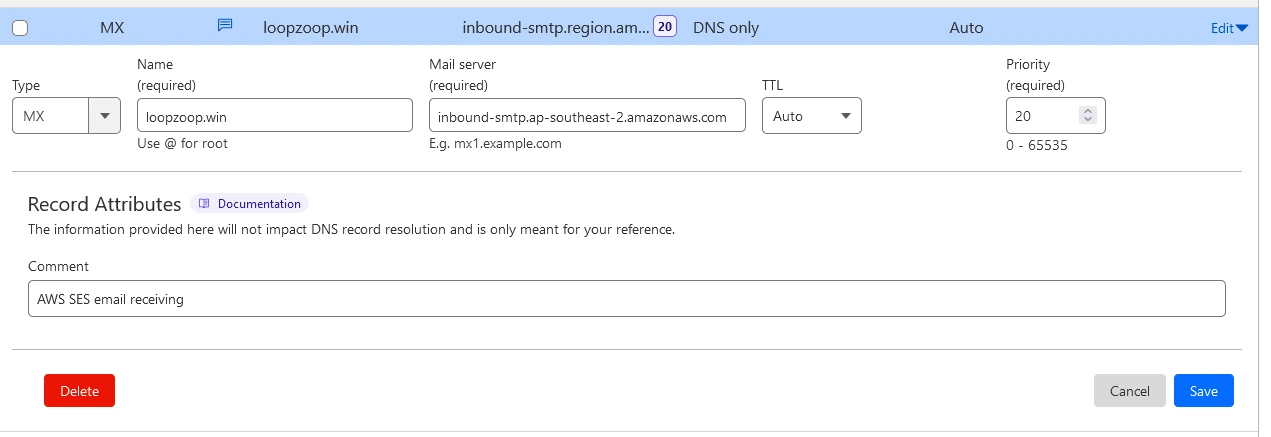 MX loopzoop.win inbound-smtp.region.am... 20 DNS only Auto Edit
Name Mail server Priority
Type (required) (required) TTL (required)
MX loopzoop.win inbound-smtp.ap-southeast-2.amazonaws.com Auto 20
Use @ for root E.g. mx1.example.com 0 - 65535
Record Attributes Documentation
The information provided here will not impact DNS record resolution and is only meant for your reference.
Comment
AWS SES email receiving
Delete Cancel Save